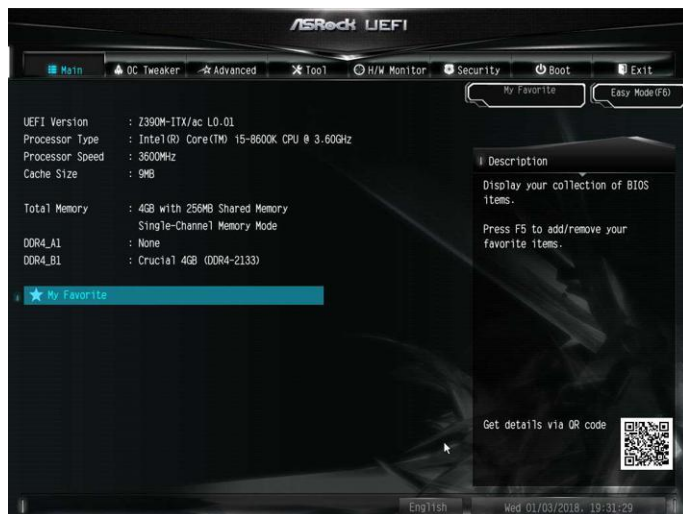 ASRock UEFI
Main OC Tweaker Advanced Tool H/W Monitor Security Boot Exit
My Favorite Easy Mode(F6)
UEFI Version : Z390M-ITX/ac L0.01
Processor Type : Intel(R) Core(TM) i5-8600K CPU @ 3.60GHz
Processor Speed : 3600MHz
Cache Size : 9MB
Total Memory : 4GB with 256MB Shared Memory
Single-Channel Memory Mode
DDR4_A1 : None
DDR4_B1 : Crucial 4GB (DDR4-2133)
My Favorite
Description
Display your collection of BIOS
items.
Press F5 to add/remove your
favorite items.
Get details via QR code
English Wed 01/03/2018. 19:31:29